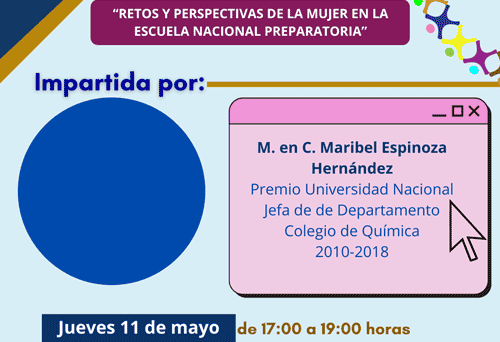 “RETOS Y PERSPECTIVAS DE LA MUJER EN LA
ESCUELA NACIONAL PREPARATORIA”
Impartida por:
M. en C. Maribel Espinoza
Hernández
Premio Universidad Nacional
Jefa de de Departamento
Colegio de Química
2010-2018
Jueves 11 de mayo de 17:00 a 19:00 horas